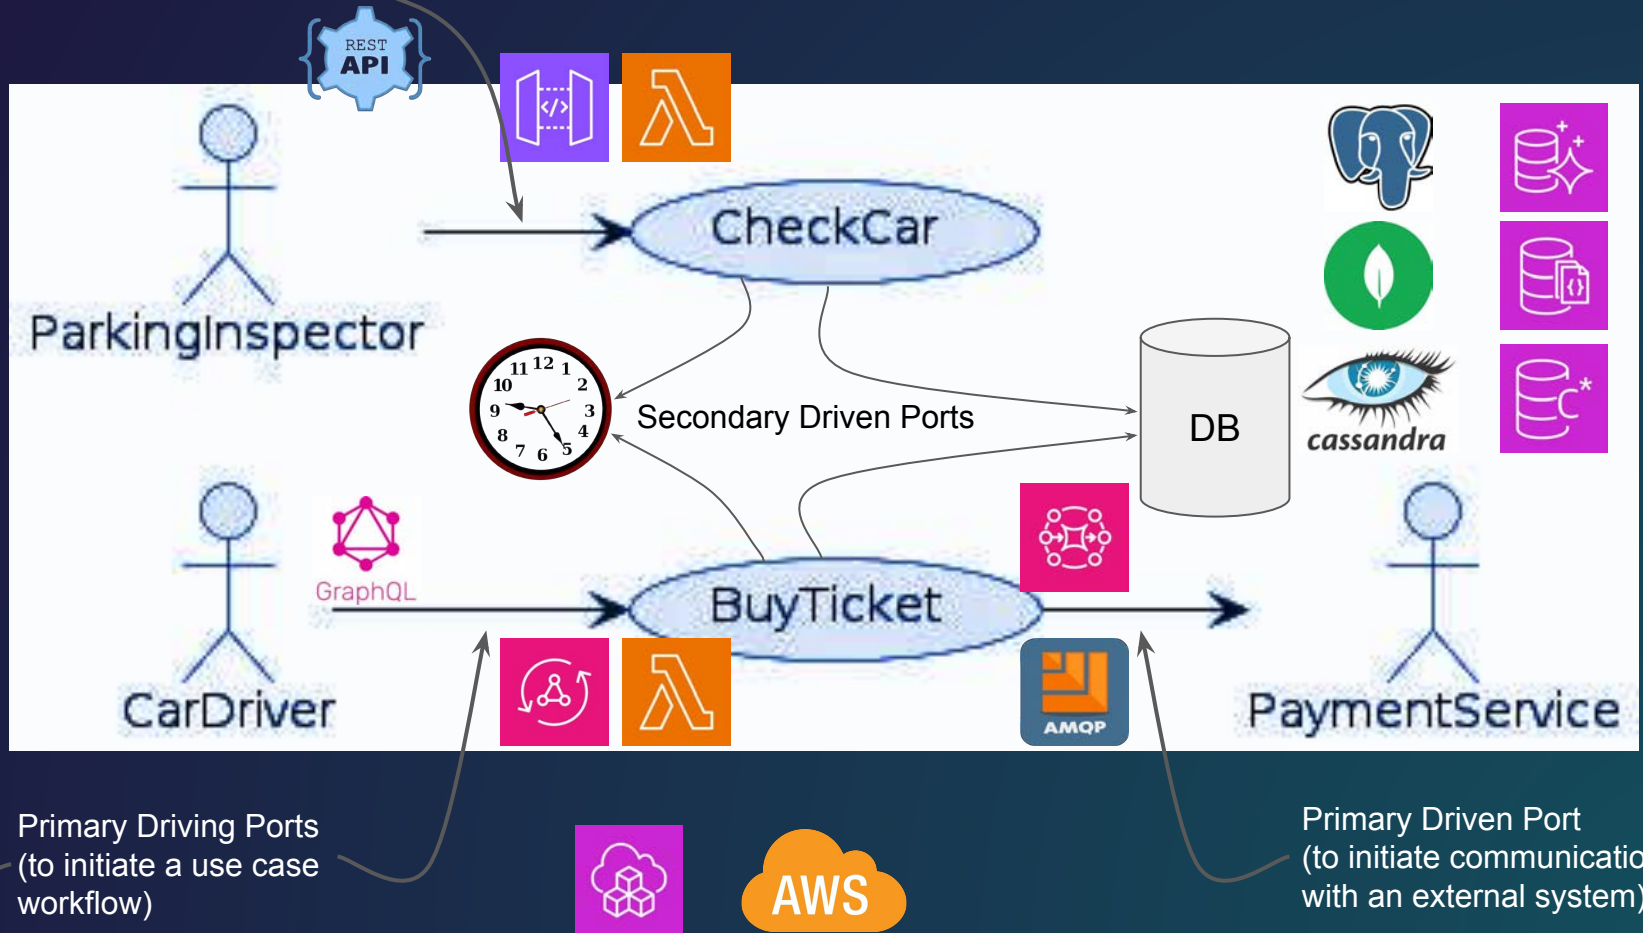 REST
API
</>
CheckCar
ParkingInspector
{}
11 12 1
10 2
9 3
8 4
7 6 5
Secondary Driven Ports
DB
cassandra
C*
GraphQL
BuyTicket
CarDriver
AMQP
PaymentService
Primary Driving Ports
(to initiate a use case
workflow)
AWS
Primary Driven Port
(to initiate communicatio
with an external system)